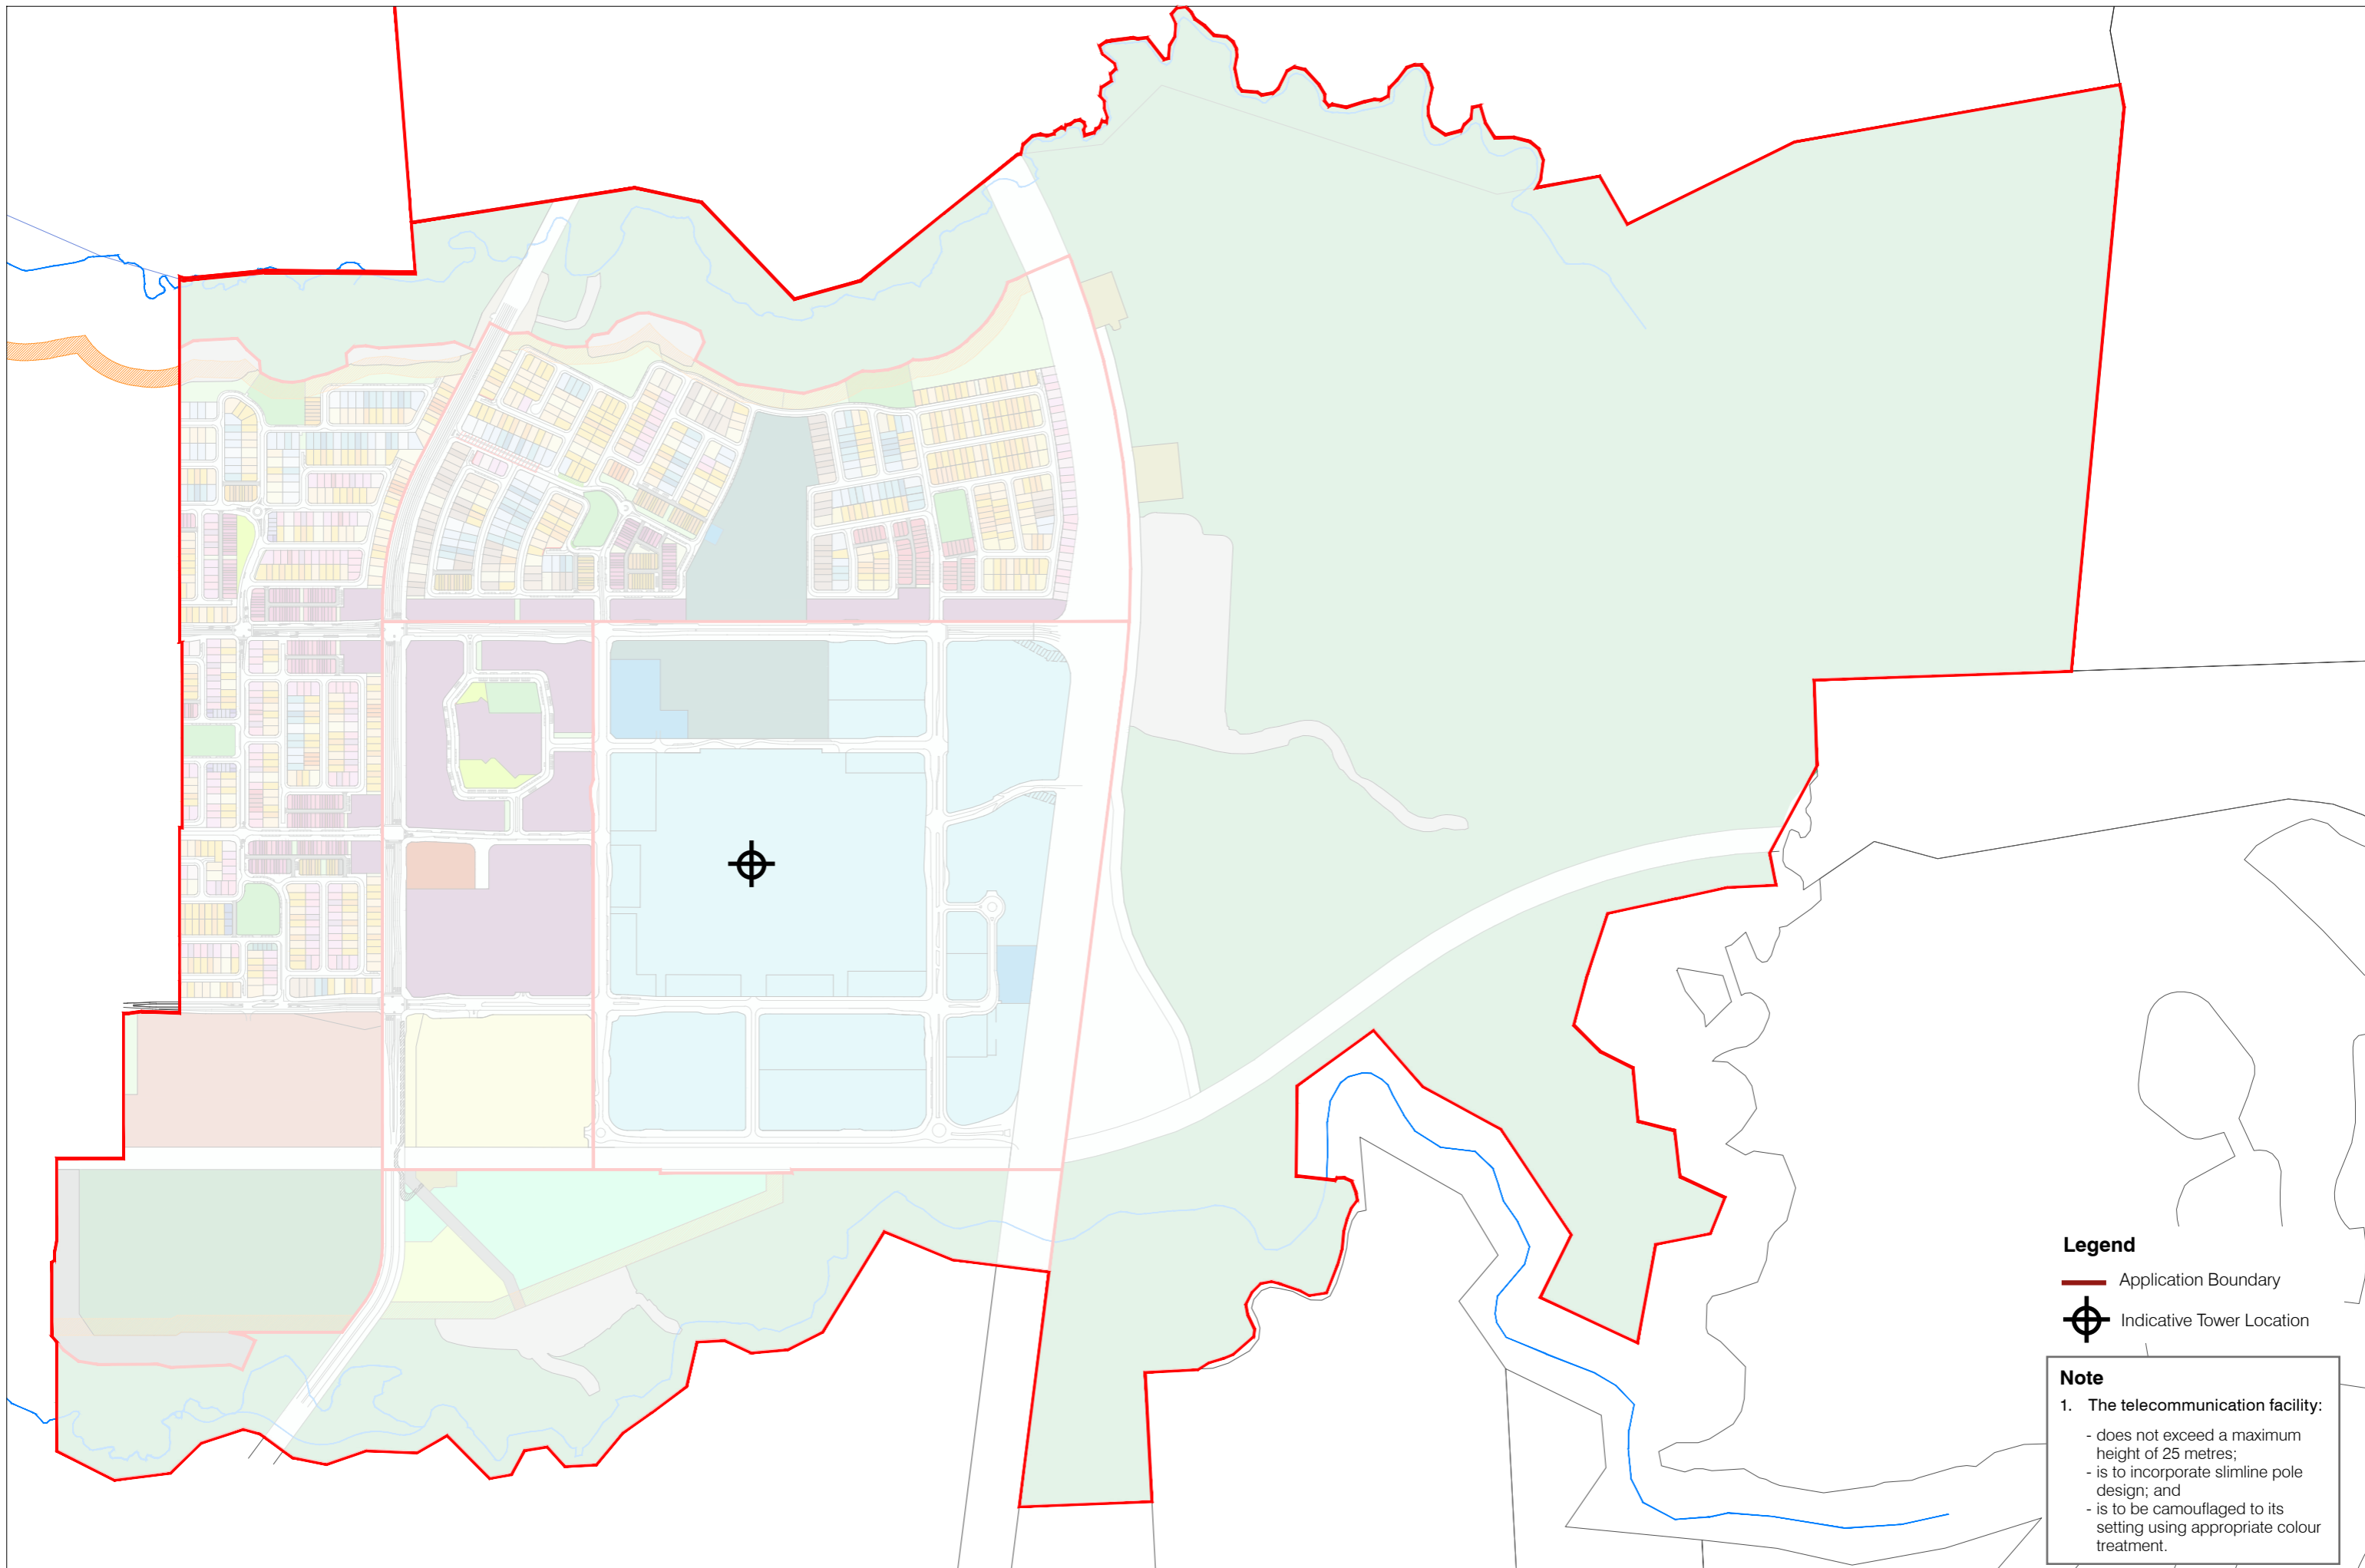 Legend
Application Boundary
Indicative Tower Location
Note
1. The telecommunication facility:
- does not exceed a maximum
height of 25 metres;
- is to incorporate slimline pole
design; and
- is to be camouflaged to its
setting using appropriate colour
treatment.